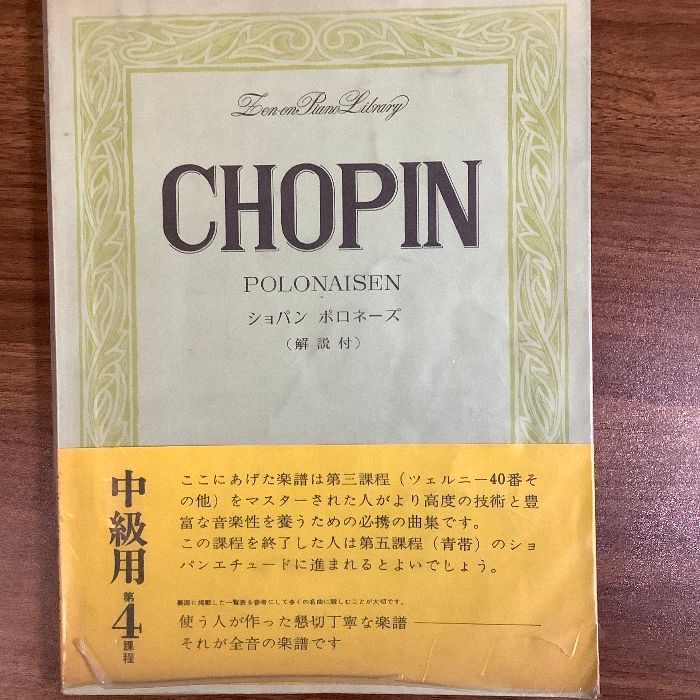 Zen-on Piano Library
CHOPIN
POLONAISEN
ショパン ポロネーズ
(解説付)
中級用
第4課程
ここにあげた楽譜は第三課程(ツェルニー40番そ
の他)をマスターされた人がより高度の技術と豊
富な音楽性を養うための必携の曲集です。
この課程を終了した人は第五課程(青帯)のショ
パンエチュードに進まれるとよいでしょう。
裏面に掲載した一覧表を参考にして多くの名曲に親しむことが大切です。
使う人が作った懇切丁寧な楽譜————
それが全音の楽譜です